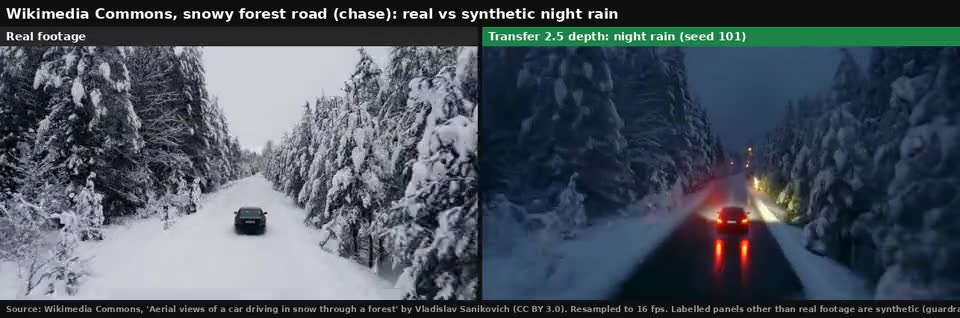 Wikimedia Commons, snowy forest road (chase): real vs synthetic night rain
Real footage
Transfer 2.5 depth: night rain (seed 101)
Source: Wikimedia Commons, 'Aerial views of a car driving in snow through a forest' by Vladislav Sanikovich (CC BY 3.0). Resampled to 16 fps. Labelled panels other than real footage are synthetic (guardra